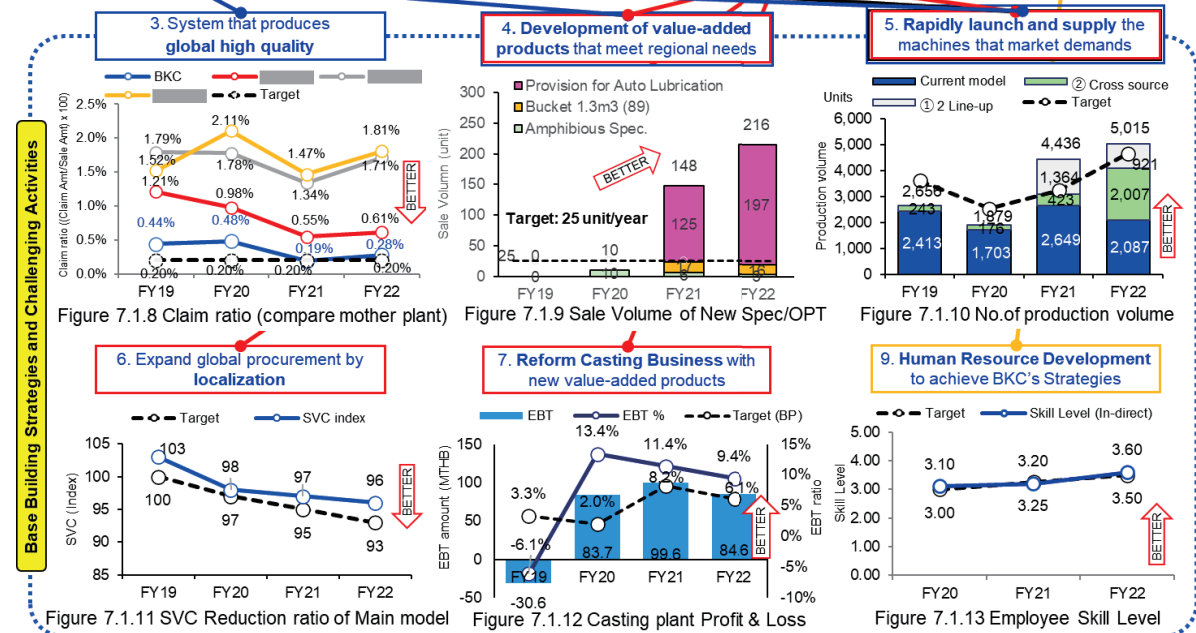 Base Building Strategies and Challenging Activities
3. System that produces
global high quality
BKC
Target
Claim ratio ((Claim Amt/Sale Amt) x 100)
2.5%
2.0%
1.5%
1.0%
0.5%
0.0%
1.79%
1.52%
1.21%
0.44%
0.20%
2.11%
1.78%
0.98%
0.48%
0.20%
1.47%
1.34%
0.55%
0.19%
0.20%
1.81%
1.71%
0.61%
0.28%
0.20%
BETTER
FY19 FY20 FY21 FY22
Figure 7.1.8 Claim ratio (compare mother plant)
4. Development of value-added
products that meet regional needs
Provision for Auto Lubrication
Bucket 1.3m3 (89)
Amphibious Spec.
Sale Volumn (unit)
300
250
200
150
100
50
0
BETTER
Target: 25 unit/year
25
0
0
10
10
148
125
216
197
16
FY19 FY20 FY21 FY22
Figure 7.1.9 Sale Volume of New Spec/OPT
5. Rapidly launch and supply the
machines that market demands
Current model
② Cross source
① 2 Line-up
Target
Units
Production volume
6,000
5,000
4,000
3,000
2,000
1,000
0
2,656
243
2,413
1,879
176
1,703
4,436
1,364
423
2,649
5,015
921
2,007
2,087
BETTER
FY19 FY20 FY21 FY22
Figure 7.1.10 No.of production volume
6. Expand global procurement by
localization
Target
SVC index
SVC (Index)
105
100
95
90
85
103
100
98
97
97
95
96
93
BETTER
FY19 FY20 FY21 FY22
Figure 7.1.11 SVC Reduction ratio of Main model
7. Reform Casting Business with
new value-added products
EBT
EBT %
Target (BP)
EBT amount (MTHB)
150
100
50
0
-50
3.3%
-6.1%
-30.6
13.4%
2.0%
83.7
11.4%
8.2%
99.6
9.4%
6.1%
84.6
BETTER
15%
10%
5%
0%
-5%
-10%
EBT ratio
FY19 FY20 FY21 FY22
Figure 7.1.12 Casting plant Profit & Loss
9. Human Resource Development
to achieve BKC's Strategies
Target
Skill Level (In-direct)
Skill Level
5.00
4.00
3.00
2.00
1.00
0.00
3.10
3.00
3.20
3.25
3.60
3.50
BETTER
FY20 FY21 FY22
Figure 7.1.13 Employee Skill Level